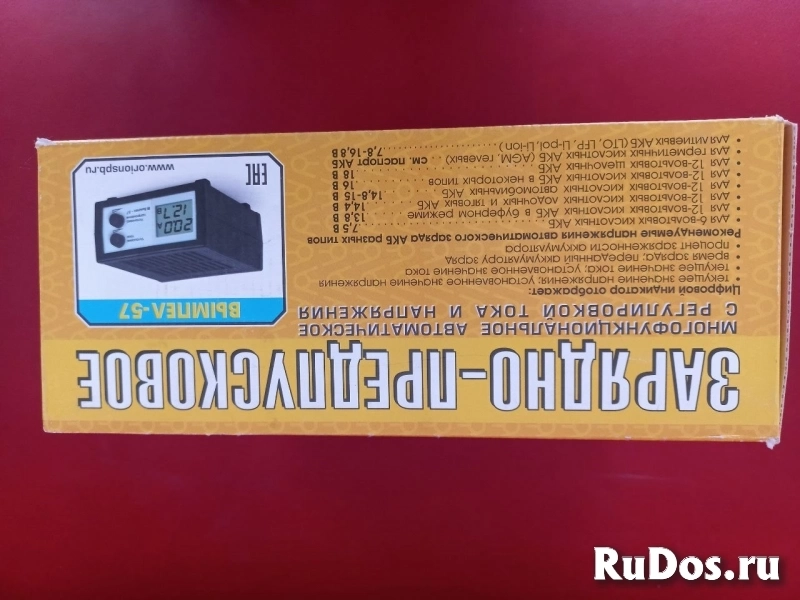 ЗАРЯДНО-ПРЕДПУСКОВОЕ
МНОГОФУНКЦИОНАЛЬНОЕ АВТОМАТИЧЕСКОЕ
С РЕГУЛИРОВКОЙ ТОКА И НАПРЯЖЕНИЯ
Цифровой индикатор отображает:
• текущее значение напряжения; установленное значение напряжения
• текущее значение тока; установленное значение тока
• время заряда; переданный аккумулятору заряд
• процент заряженности аккумулятора
Рекомендуемые напряжения автоматического заряда АКБ разных типов
• для 6-вольтовых кислотных АКБ 7,5 В
• для 12-вольтовых кислотных АКБ в буферном режиме 13,8 В
• для 12-вольтовых кислотных лодочных и тяговых АКБ 14,4 В
• для 12-вольтовых кислотных автомобильных АКБ 14,8-15 В
• для 12-вольтовых кислотных АКБ в некоторых типов 16 В
• для 12-вольтовых щелочных АКБ 18 В
• для герметичных кислотных АКБ (AGM, гелевых) см. паспорт АКБ
• для литиевых АКБ (LTO, LFP, Li-pol, Li-ion) 7,8-16,8 В
ВЫМПЕЛ-57
200
12.7
www.orionspb.ru
EAC
RuDos.ru